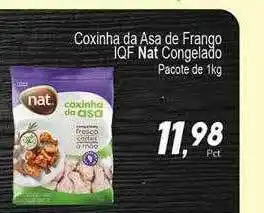 Coxinha da Asa de Frango
IQF Nat Congelado
Pacote de 1kg
nat.
coxinha
da asa
fresco
11,98
Pct